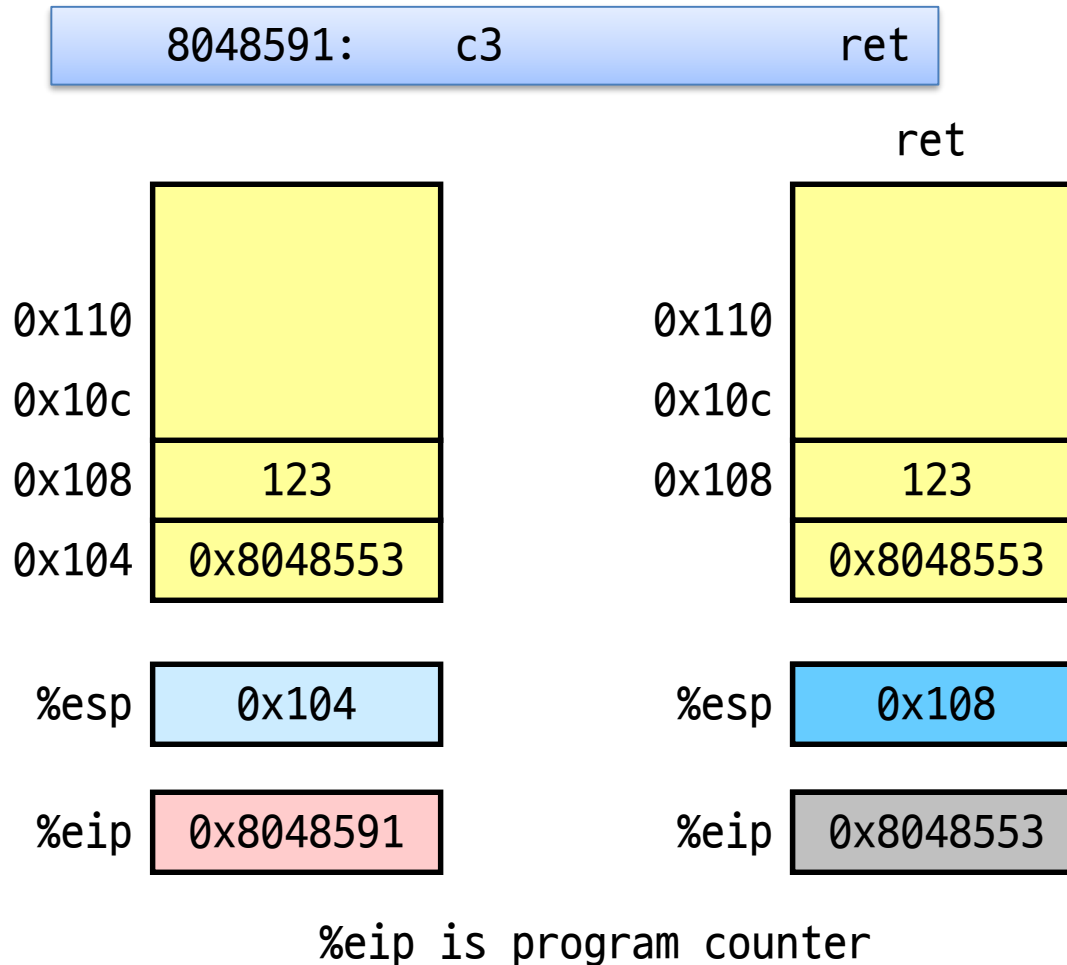 8048591: c3 ret
ret
0x110 0x110
0x10c 0x10c
0x108 123 0x108 123
0x104 0x8048553 0x8048553
%esp 0x104 %esp 0x108
%eip 0x8048591 %eip 0x8048553
%eip is program counter